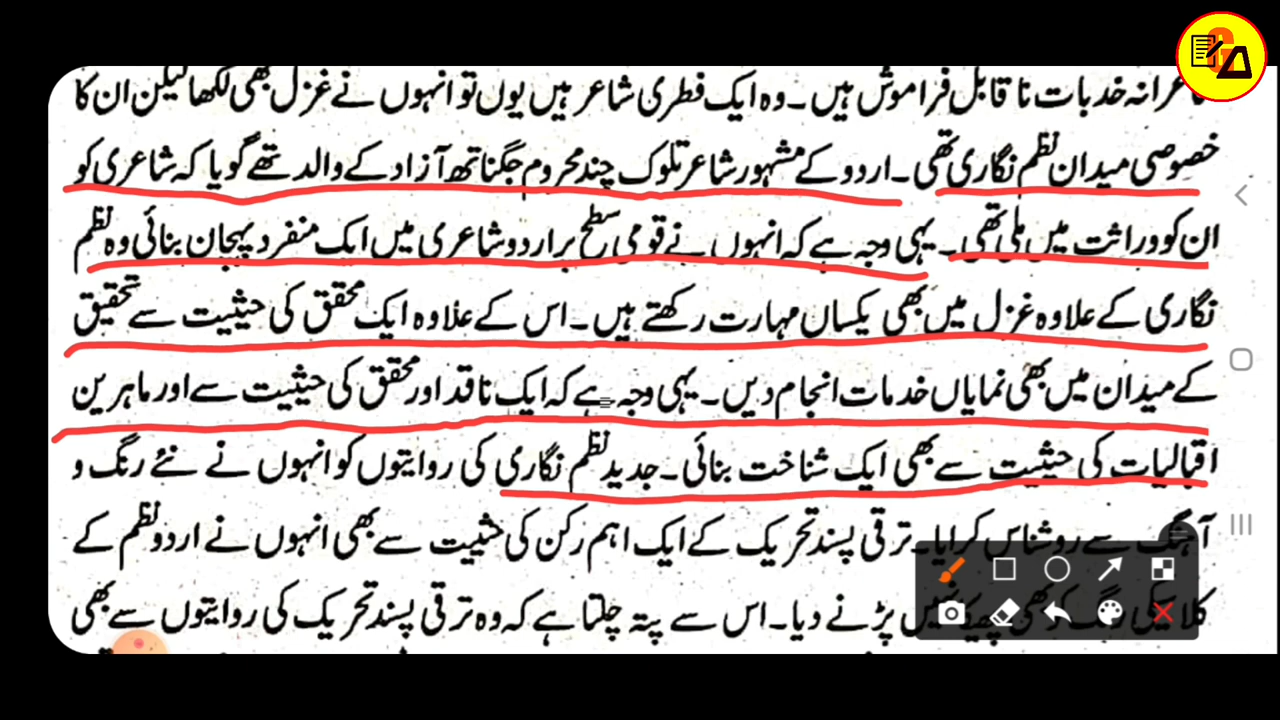 شاعرانہ خدبات نا قابل فراموش ہیں ۔ وہ ایک فطری شاعر ہیں یوں تو انہوں نے غزل بھی لکھا لیکن ان کا
خصوصی میدان نظم نگاری تھی ۔ اردو کے مشہور شاعر تلوک چند محروم جگناتھ آزاد کے والد تھے گویا کہ شاعری کو
ان کو وراثت میں ملی تھی ۔ یہی وجہ ہے کہ انہوں نے قومی سطح پر اردو شاعری میں ایک منفرد پہچان بنائی وہ نظم
نگاری کے علاوہ غزل میں بھی یکساں مہارت رکھتے ہیں ۔ اس کے علاوہ ایک محقق کی حیثیت سے تحقیق
کے میدان میں بھی نمایاں خدمات انجام دیں ۔ یہی وجہ ہے کہ ایک ناقد اور محقق کی حیثیت سے اور ماہرین
اقبالیات کی حیثیت سے بھی ایک شناخت بنائی ۔ جدید نظم نگاری کی روایتوں کو انہوں نے نئے رنگ و
آہنگ سے روشناس کرایا ۔ ترقی پسند تحریک کے ایک اہم رکن کی حیثیت سے بھی انہوں نے اردو نظم کے
کلاسیکی رنگ کو بھی پڑنے دیا ۔ اس سے پتہ چلتا ہے کہ وہ ترقی پسند تحریک کی روایتوں سے بھی